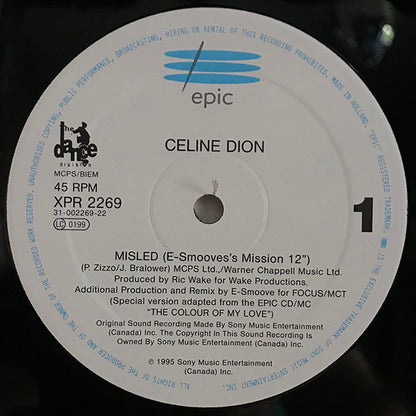 epic
CELINE DION
the
dance
division
MCPS/BIEM
45 RPM
XPR 2269
31-002269-22
LC 0199
1
MISLED (E-Smooves's Mission 12")
(P. Zizzo/J. Bralower) MCPS Ltd.,/Warner Chappell Music Ltd.
Produced by Ric Wake for Wake Productions.
Additional Production and Remix by E-Smoove for FOCUS/MCT
(Special version adapted from the EPIC CD/MC
"THE COLOUR OF MY LOVE")
Original Sound Recording Made By Sony Music Entertainment
(Canada) Inc. The Copyright In This Sound Recording Is
Owned By Sony Music Entertainment (Canada) Inc.
℗ 1995 Sony Music Entertainment
(Canada) Inc.
ALL RIGHTS OF THE PRODUCER AND OF THE OWNER OF THE RECORDED WORK RESERVED. UNAUTHORISED COPYING, PUBLIC PERFORMANCE, BROADCASTING, HIRING OR RENTAL OF THIS RECORDING PROHIBITED. MADE IN HOLLAND. "EPIC" REGISTERED TRADEMARK. IS THE EXCLUSIVE TRADEMARK OF SONY MUSIC ENTERTAINMENT INC.